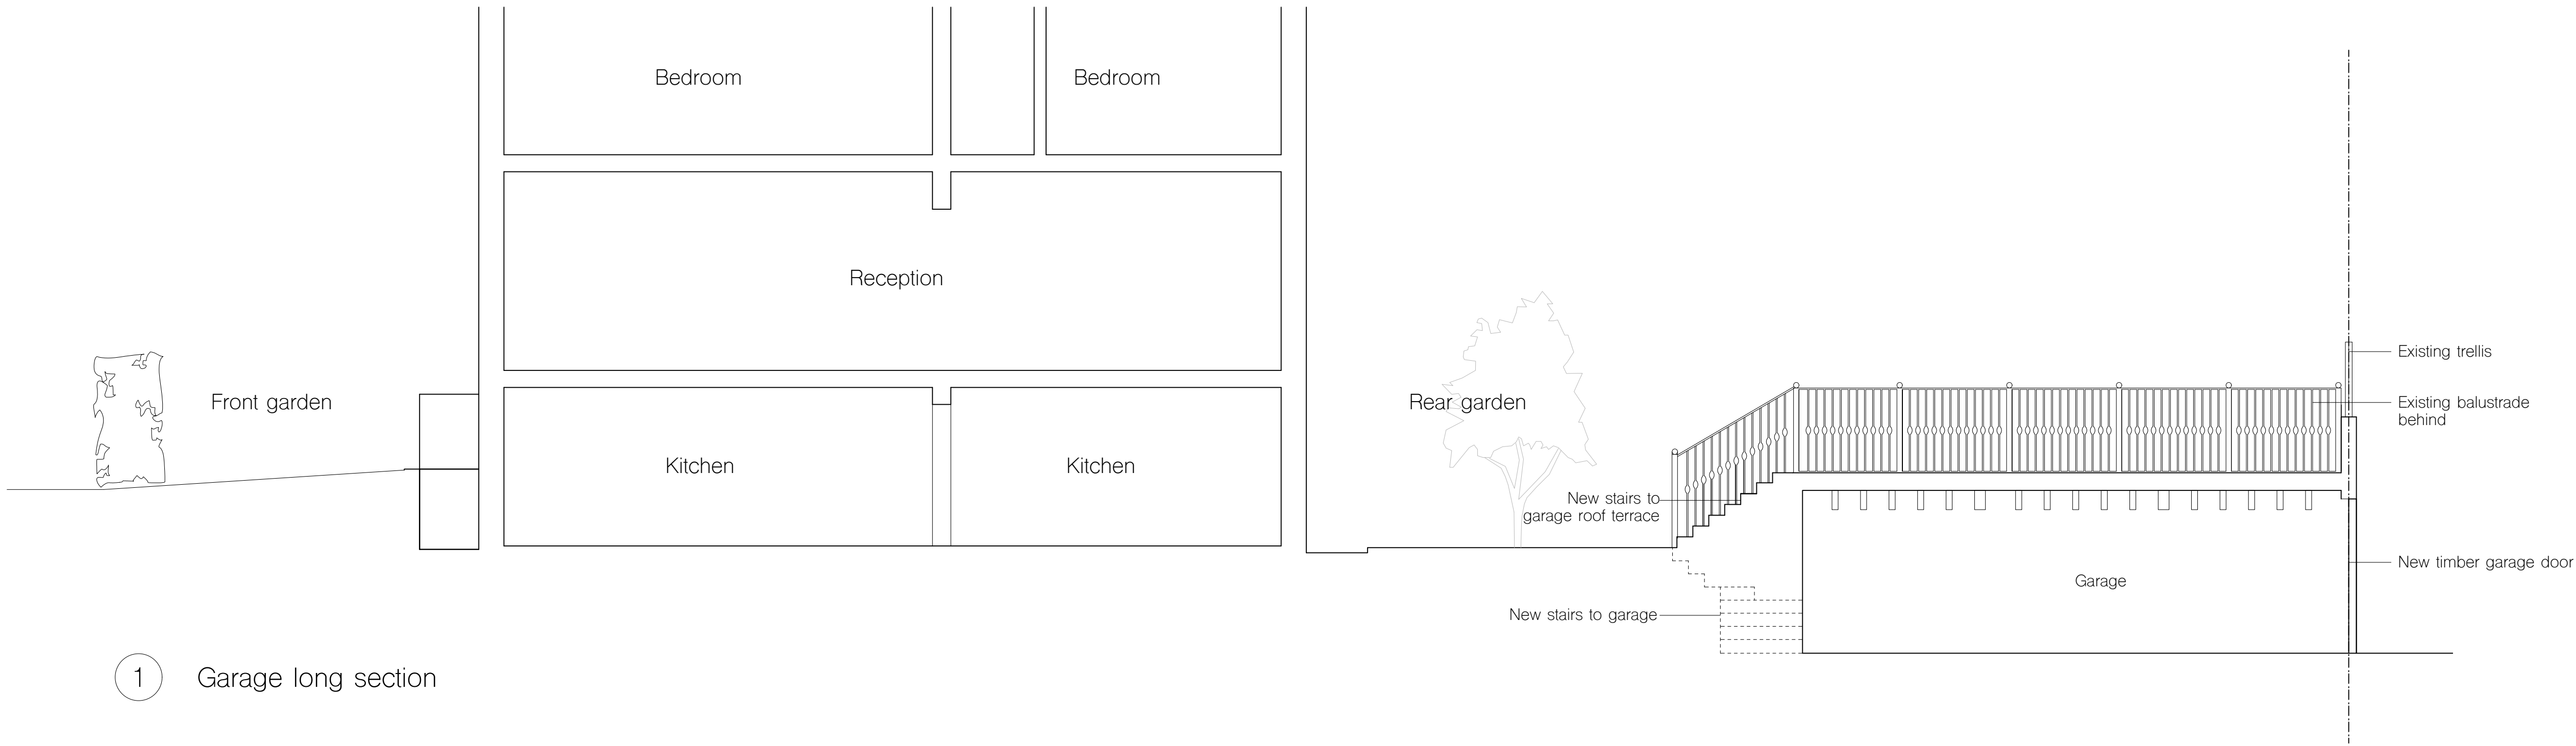 Bedroom
Bedroom
Reception
Front garden
Rear garden
Existing trellis
Existing balustrade
behind
Kitchen
Kitchen
New stairs to
garage roof terrace
New timber garage door
Garage
New stairs to garage
1
Garage long section